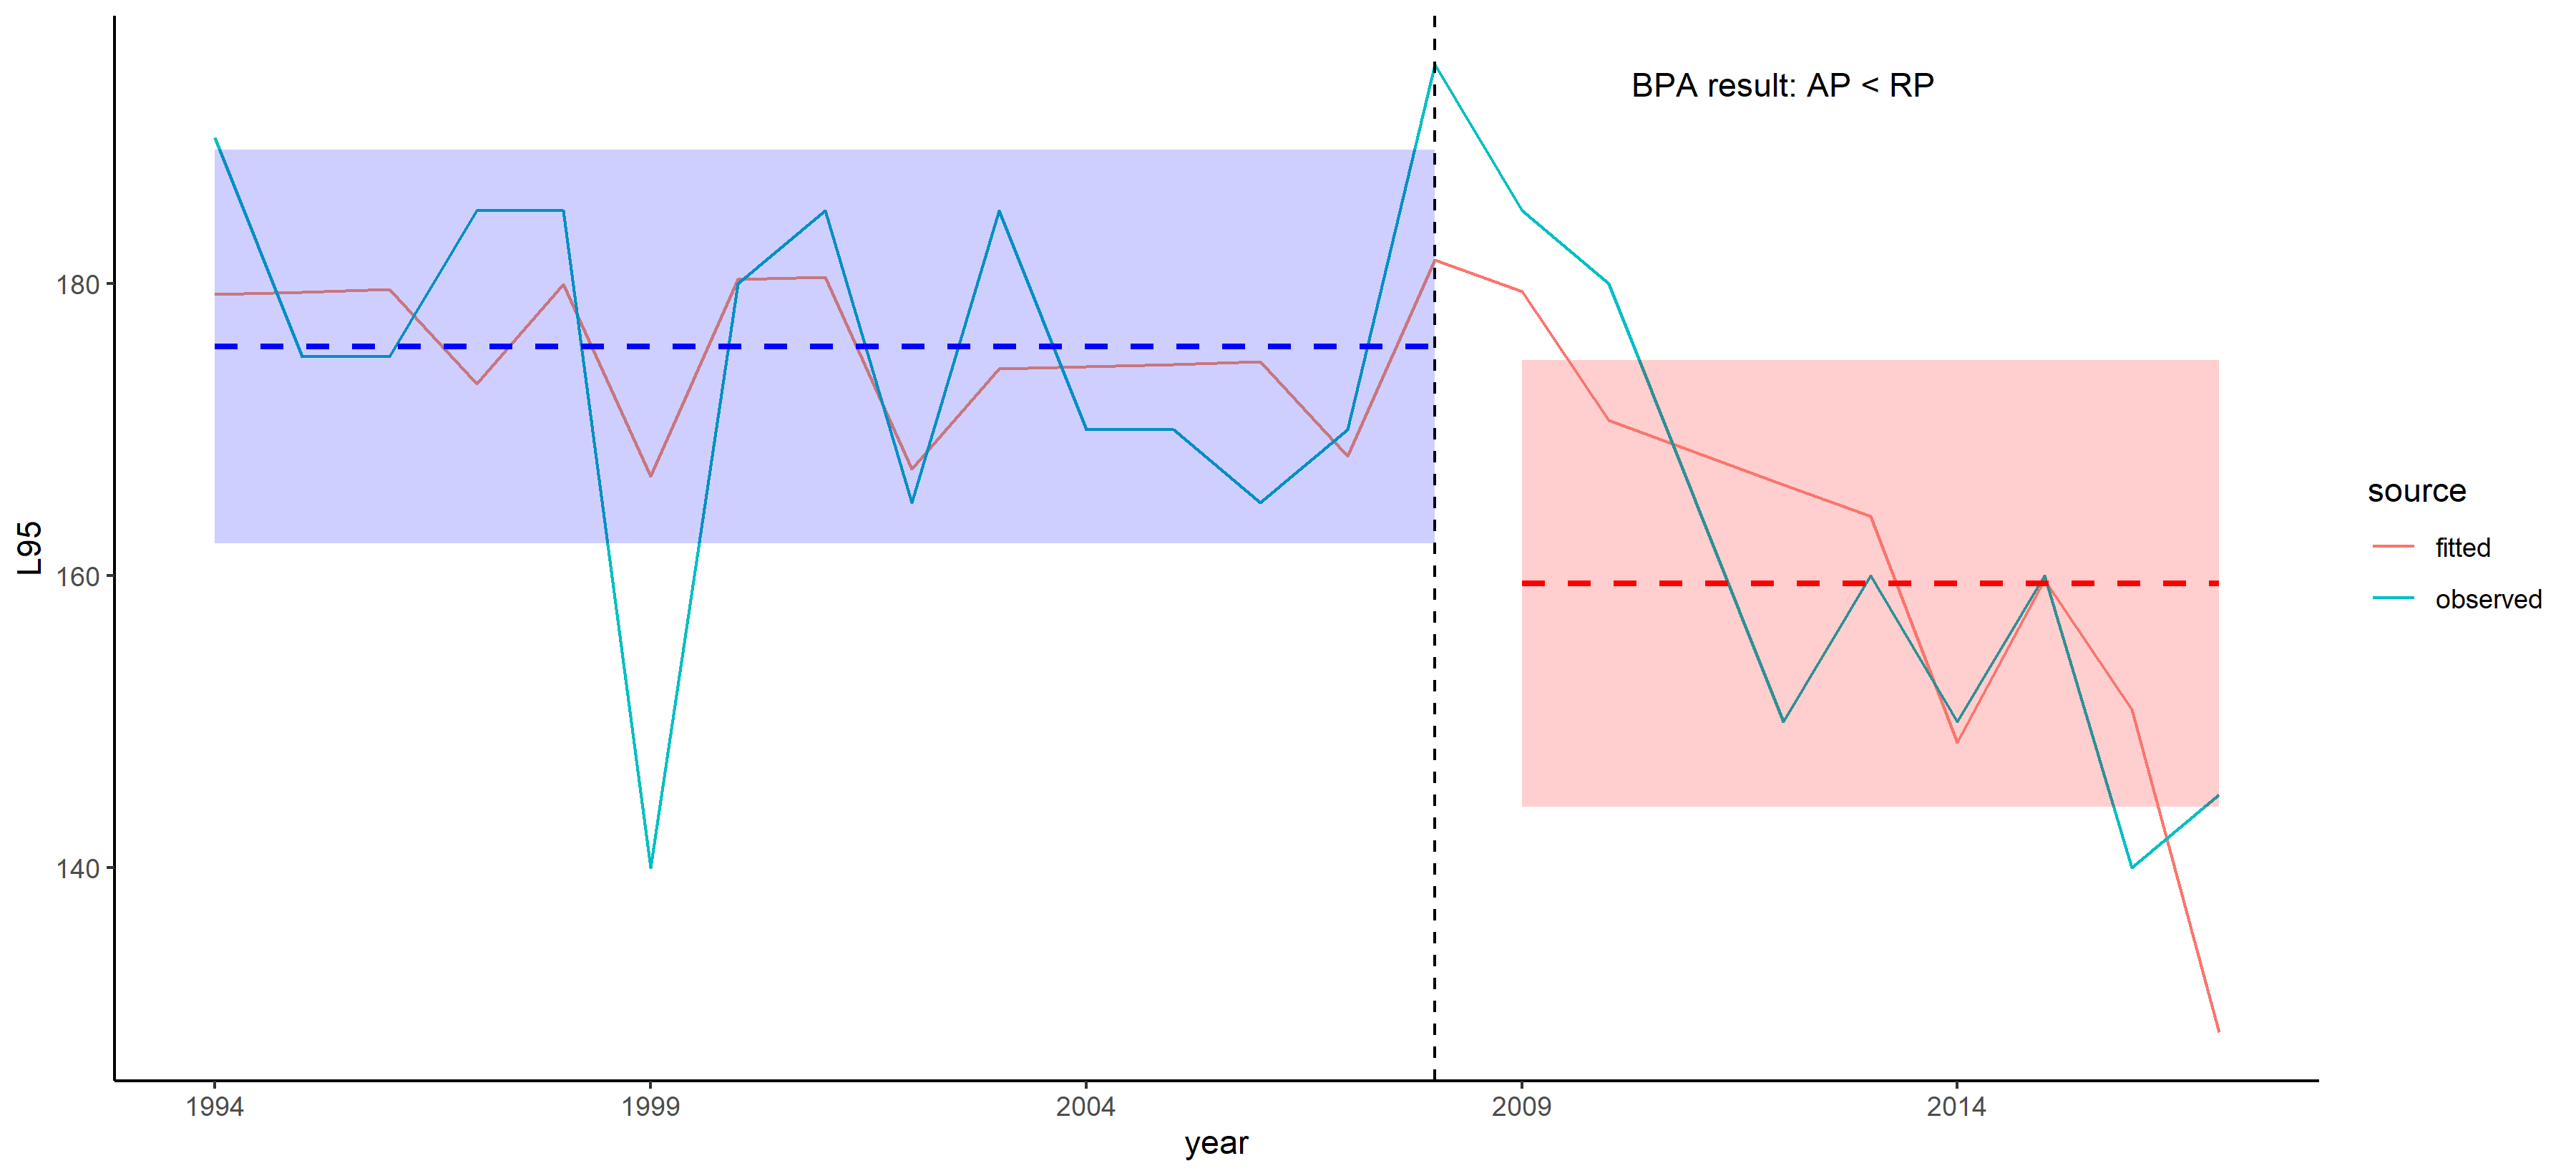 BPA result: AP < RP
180
160
140
L95
1994
1999
2004
2009
2014
year
source
fitted
observed